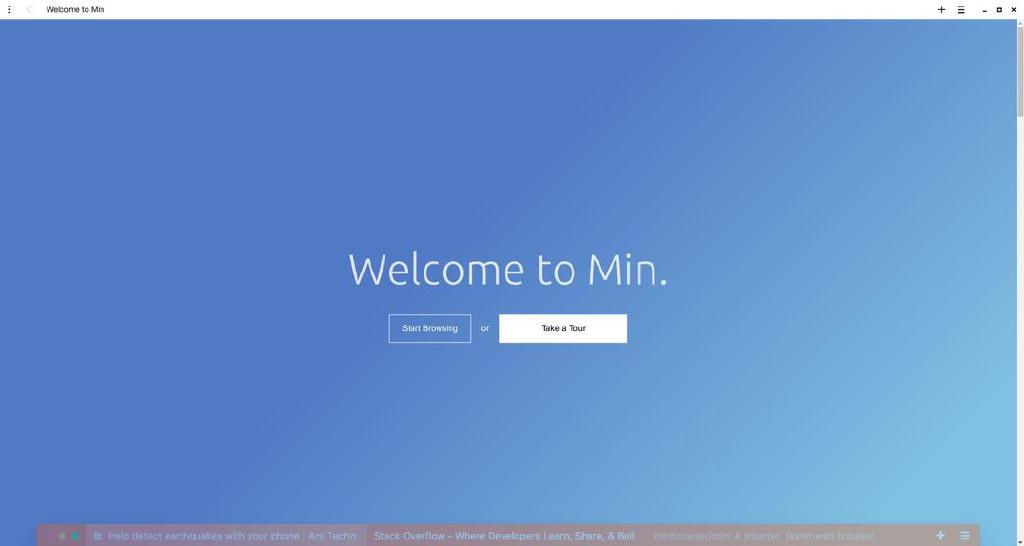 Welcome to Min
Welcome to Min.
Start Browsing or Take a Tour
Help detect earthquakes with your phone | Ars Techn Stack Overflow - Where Developers Learn, Share, & Buil minbrowser/min: A smarter, faster web browser